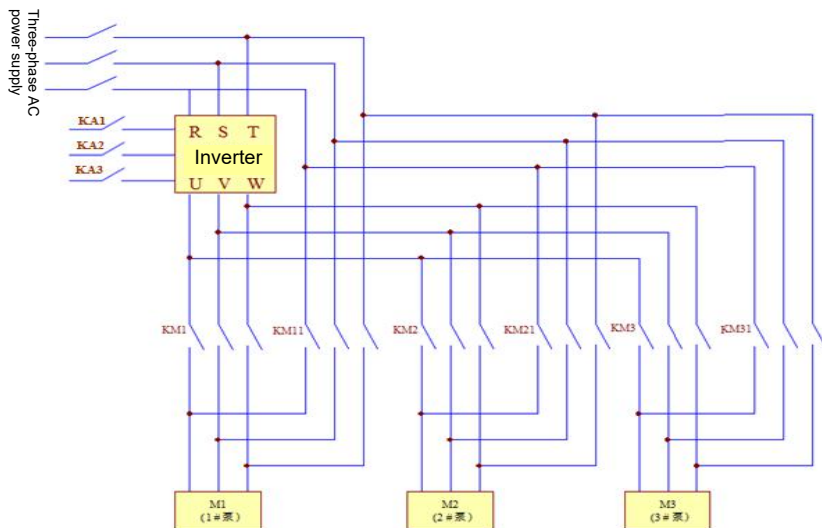 Three-phase AC
power supply
KA1
KA2
KA3
R S T
Inverter
U V W
KM1
KM11
KM2
KM21
KM3
KM31
M1
(1#泵)
M2
(2#泵)
M3
(3#泵)